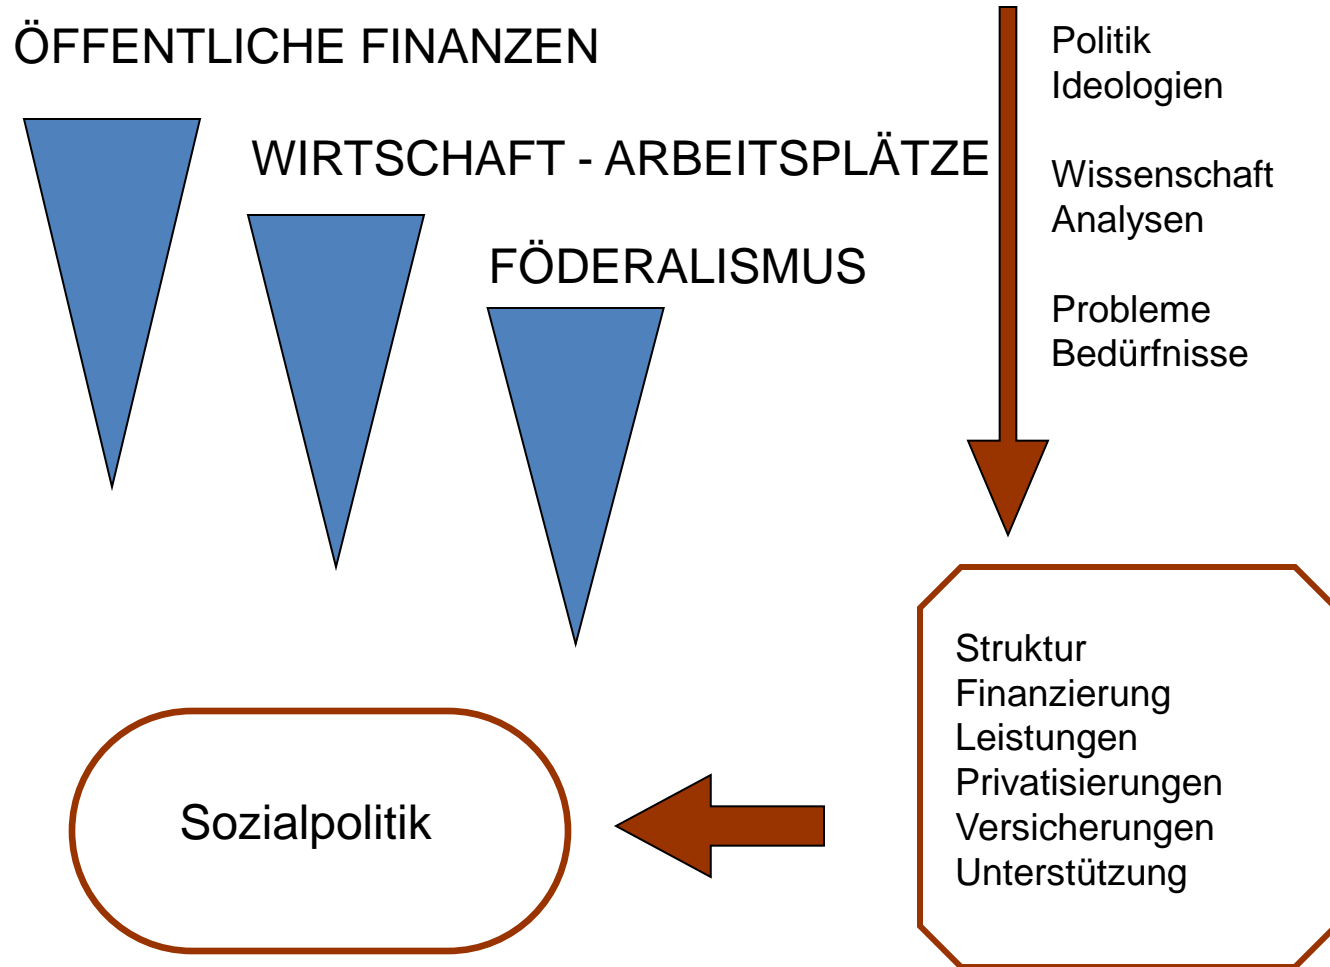 ÖFFENTLICHE FINANZEN
WIRTSCHAFT - ARBEITSPLÄTZE
FÖDERALISMUS
Politik
Ideologien
Wissenschaft
Analysen
Probleme
Bedürfnisse
Struktur
Finanzierung
Leistungen
Privatisierungen
Versicherungen
Unterstützung
Sozialpolitik